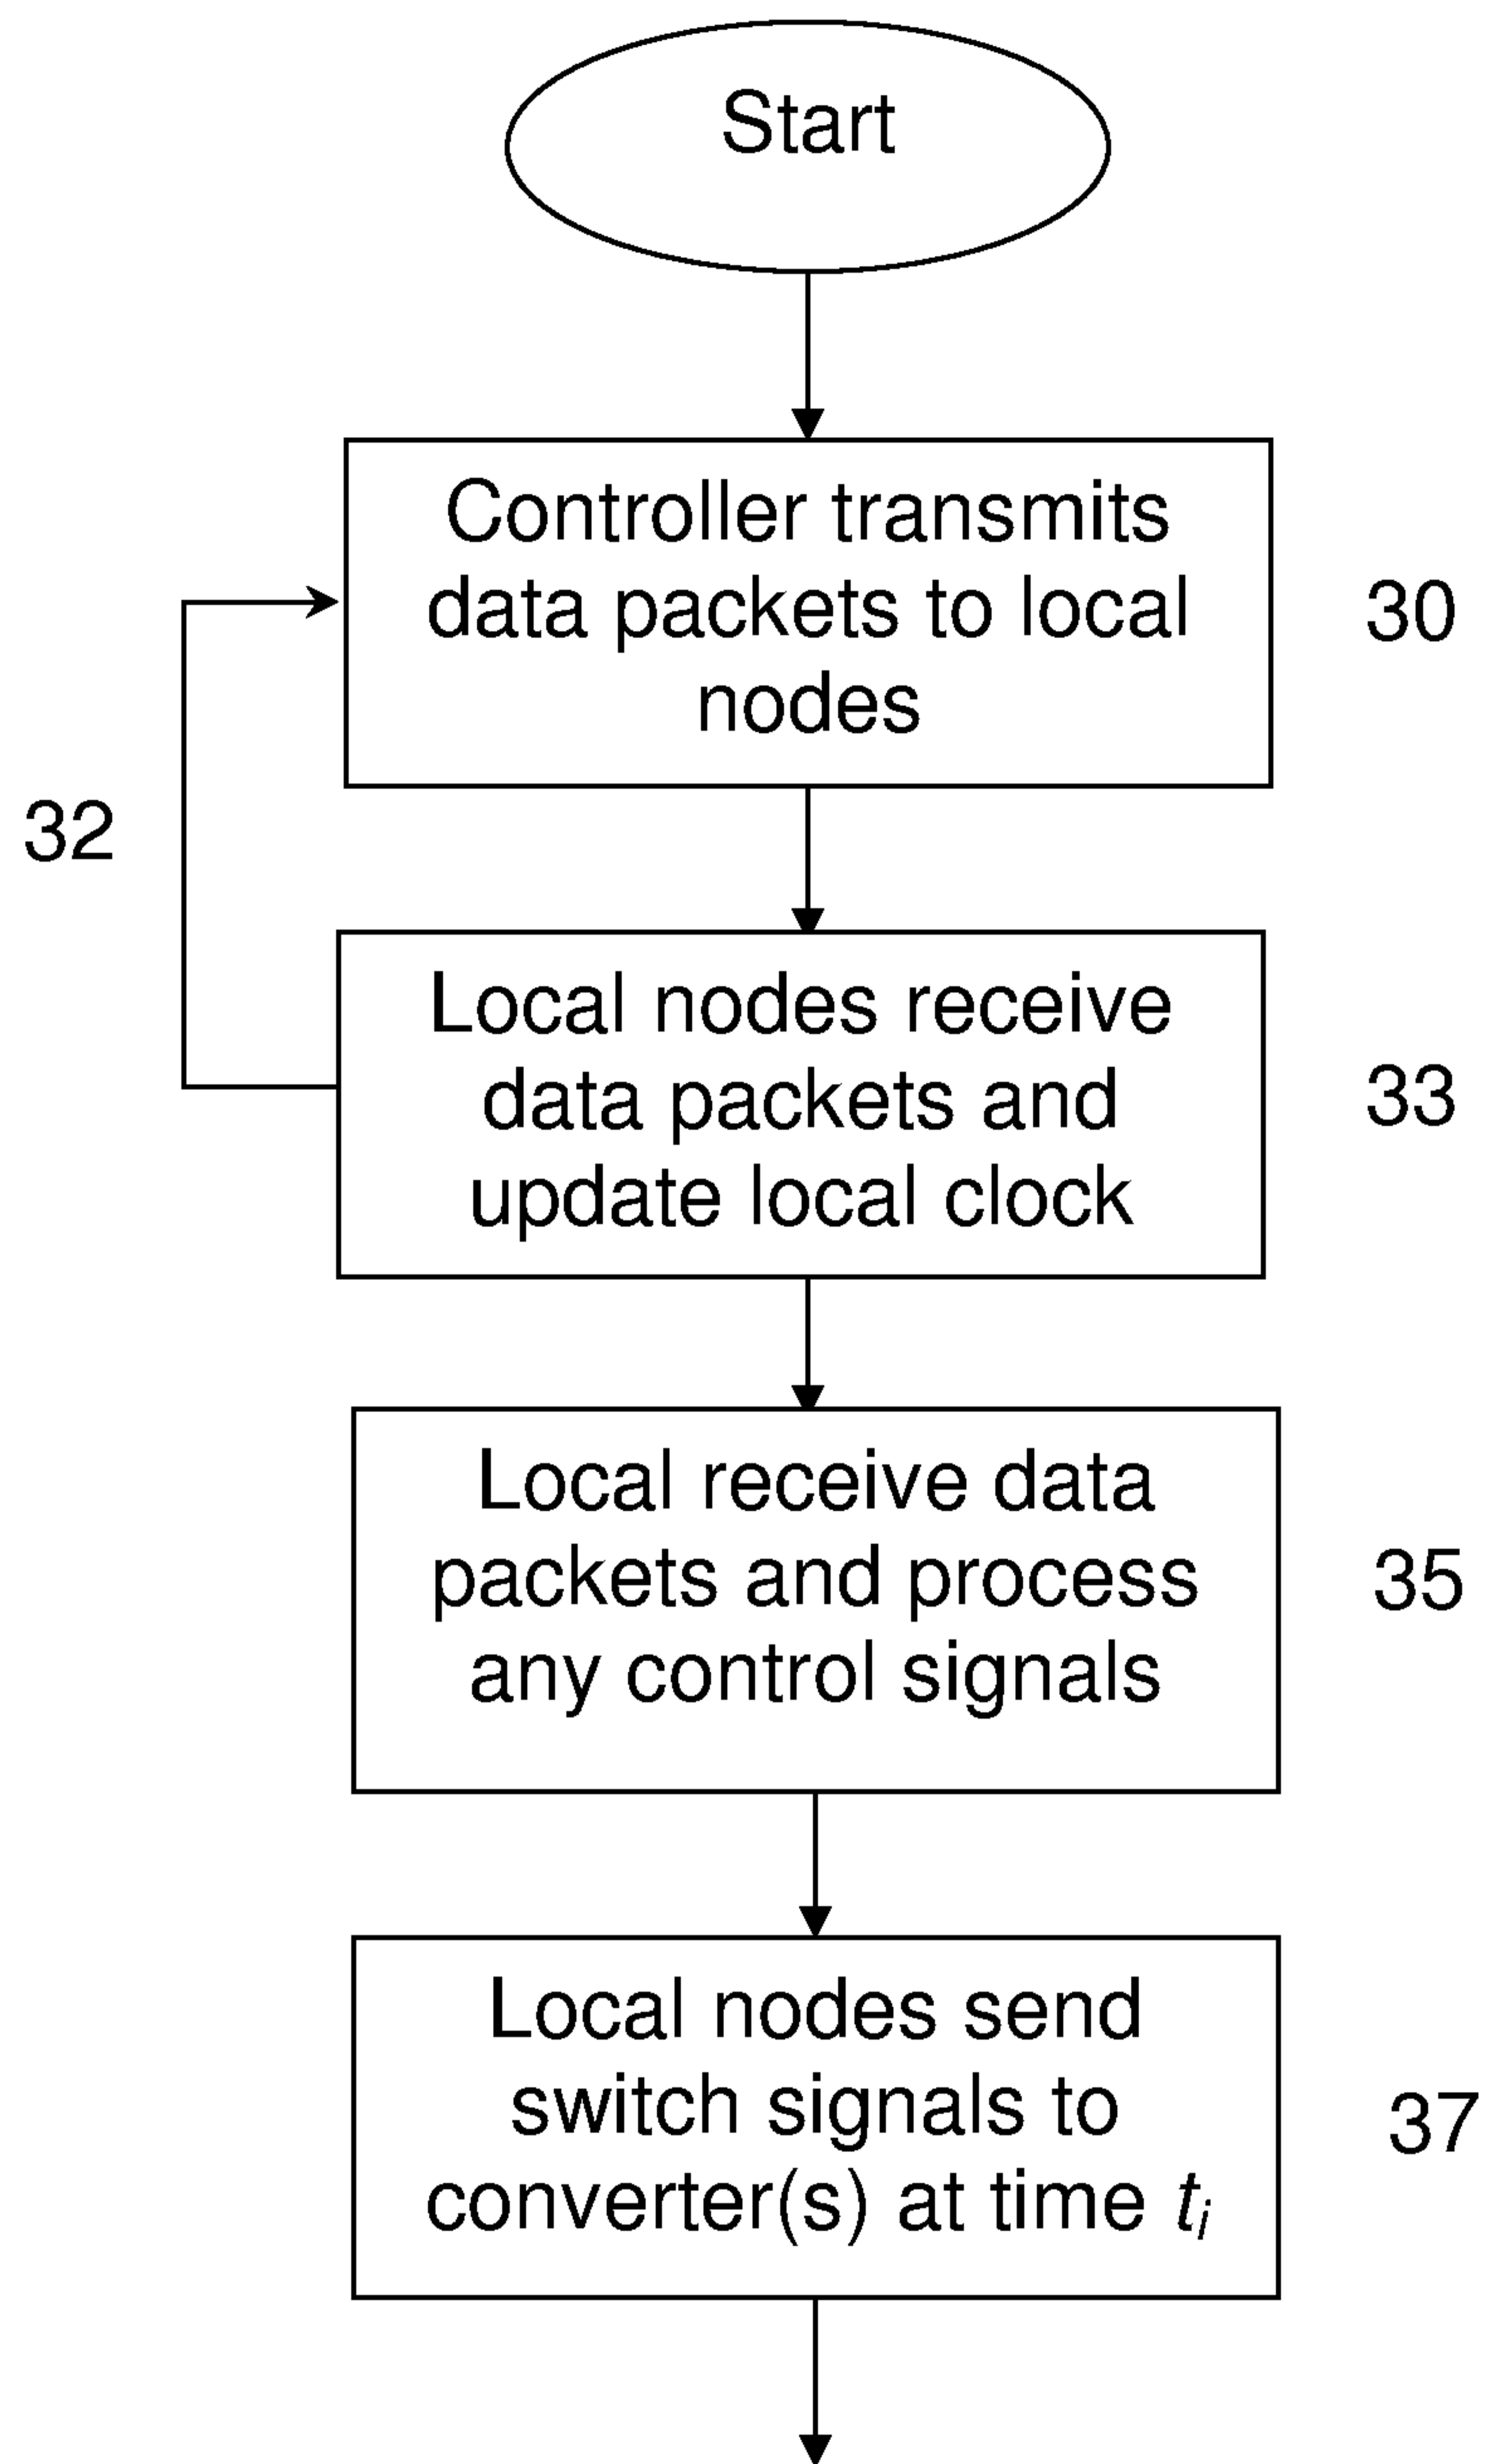 Start
Controller transmits
data packets to local
nodes
30
32
Local nodes receive
data packets and
update local clock
33
Local receive data
packets and process
any control signals
35
Local nodes send
switch signals to
converter(s) at time tᵢ
37